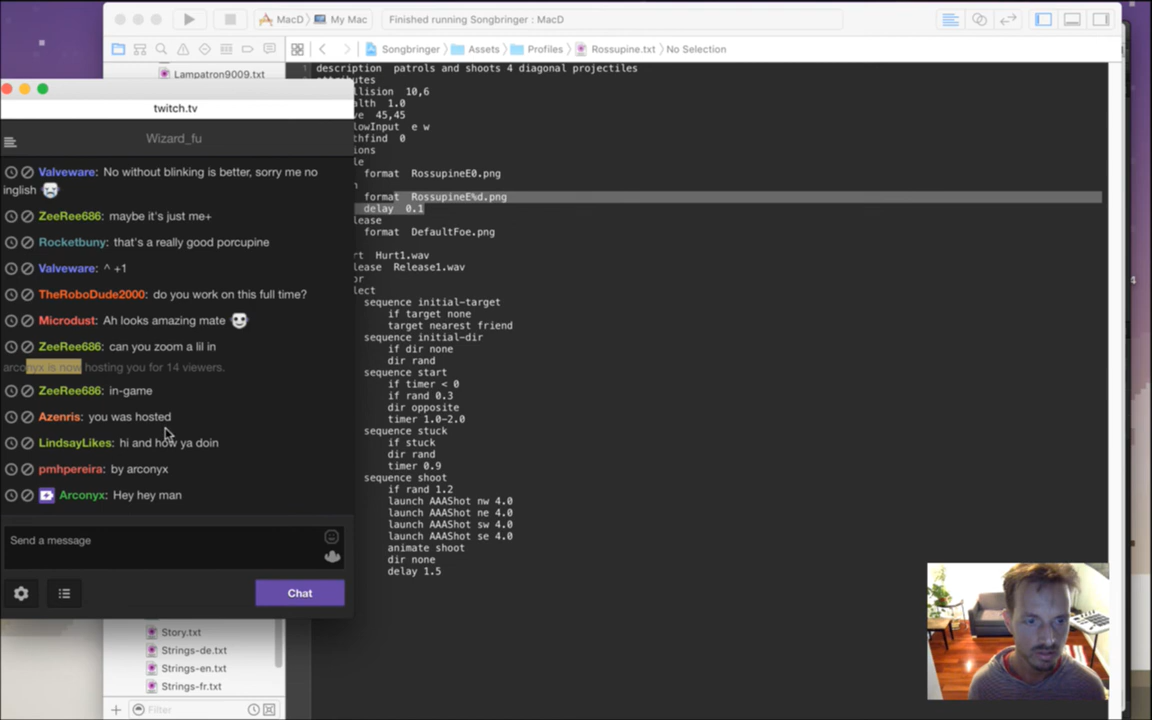 MacD
My Mac
Finished running Songbringer : MacD
Songbringer
Assets
Profiles
Rossupine.txt
No Selection
Lampatron9009.txt
twitch.tv
Wizard_fu
Valveware: No without blinking is better, sorry me no
inglish
ZeeRee686: maybe it's just me+
Rocketbuny: that's a really good porcupine
Valveware: ^ +1
TheRoboDude2000: do you work on this full time?
Microdust: Ah looks amazing mate
ZeeRee686: can you zoom a lil in
arconyx is now hosting you for 14 viewers.
ZeeRee686: in-game
Azenris: you was hosted
LindsayLikes: hi and how ya doin
pmhpereira: by arconyx
Arconyx: Hey hey man
Send a message
Chat
Story.txt
Strings-de.txt
Strings-en.txt
Strings-fr.txt
Filter
description patrols and shoots 4 diagonal projectiles
ttributes
llision 10,6
alth 1.0
ve 45,45
lowInput e w
thfind 0
ions
le
format RossupineE0.png
n
format RossupineE%d.png
delay 0.1
lease
format DefaultFoe.png
rt Hurt1.wav
lease Release1.wav
or
lect
sequence initial-target
if target none
target nearest friend
sequence initial-dir
if dir none
dir rand
sequence start
if timer < 0
if rand 0.3
dir opposite
timer 1.0-2.0
sequence stuck
if stuck
dir rand
timer 0.9
sequence shoot
if rand 1.2
launch AAAShot nw 4.0
launch AAAShot ne 4.0
launch AAAShot sw 4.0
launch AAAShot se 4.0
animate shoot
dir none
delay 1.5